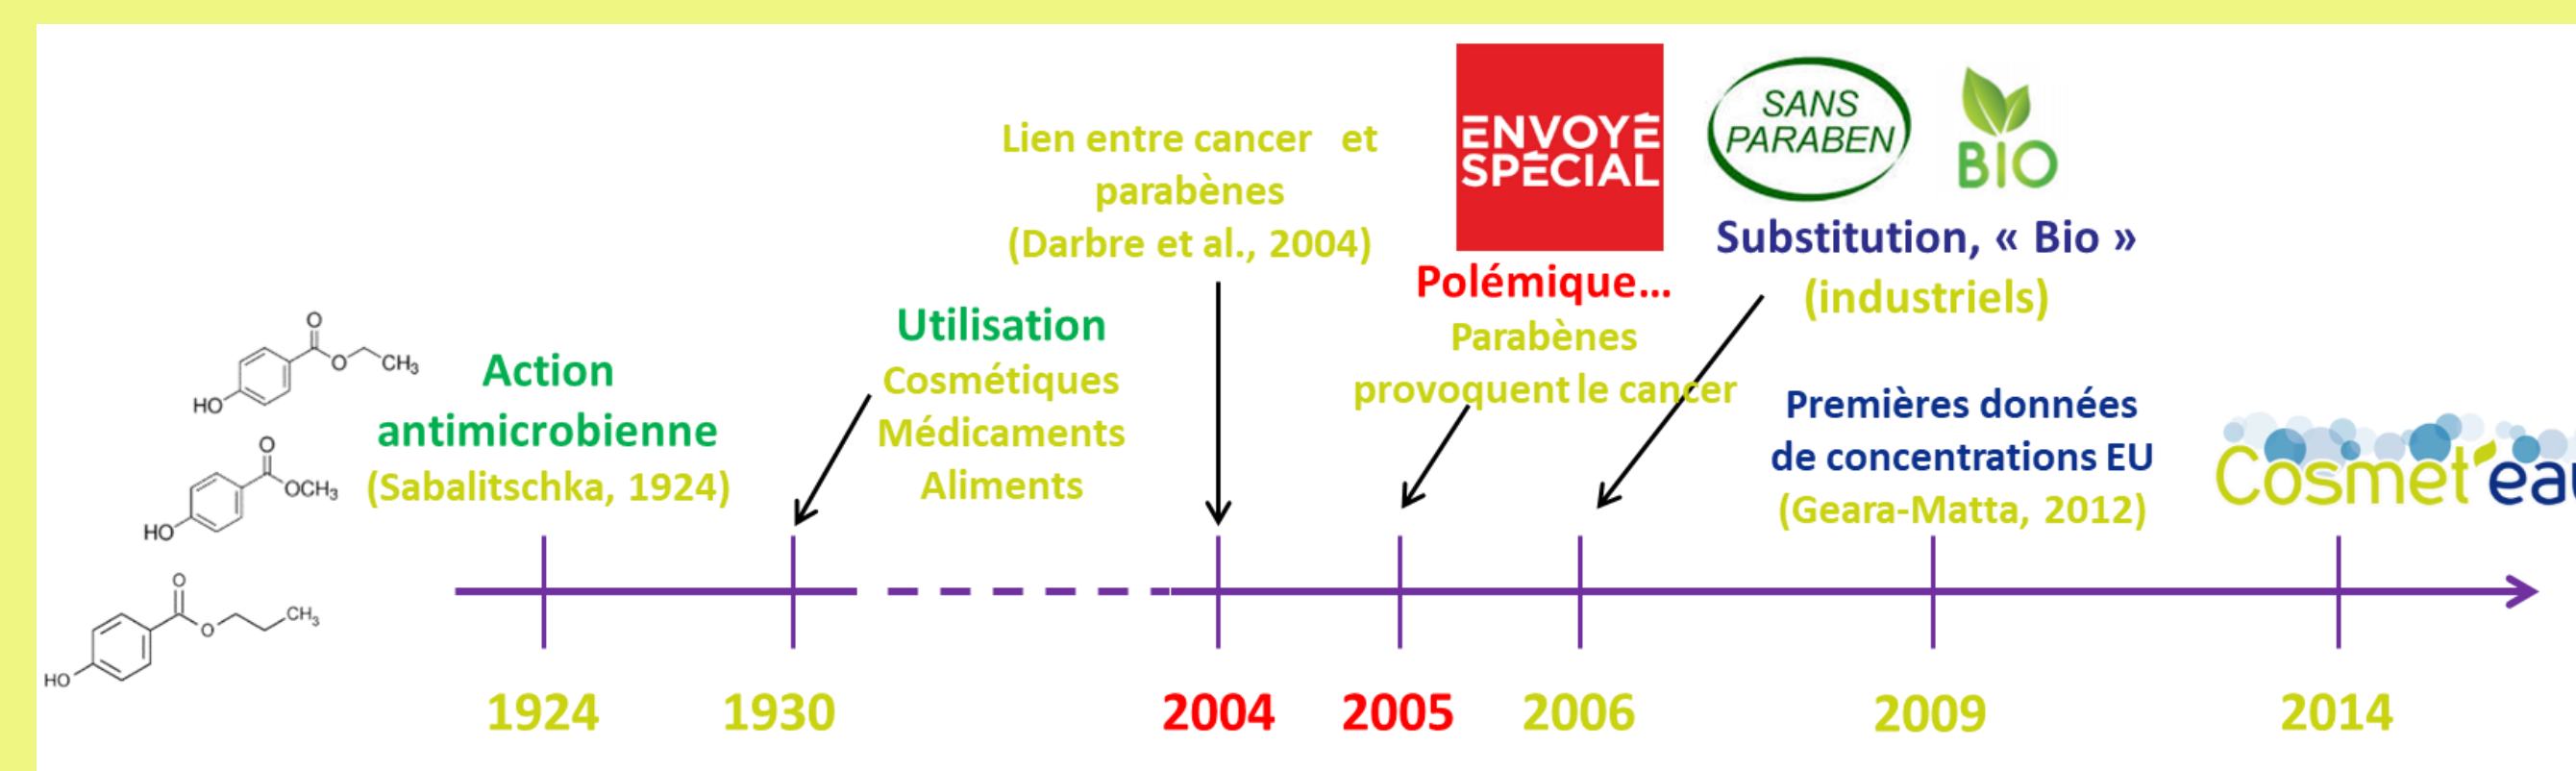 ENVOYÉ
SPÉCIAL
SANS
PARABEN
BIO
Lien entre cancer et
parabènes
(Darbre et al., 2004)
Substitution, « Bio »
(industriels)
Polémique...
Parabènes
provoquent le cancer
Utilisation
Cosmétiques
Médicaments
Aliments
Action
antimicrobienne
(Sabalitschka, 1924)
Premières données
de concentrations EU
(Geara-Matta, 2012)
Cosmet'eau
O
O
CH3
HO
O
OCH3
HO
O
O
CH3
HO
1924
1930
2004
2005
2006
2009
2014